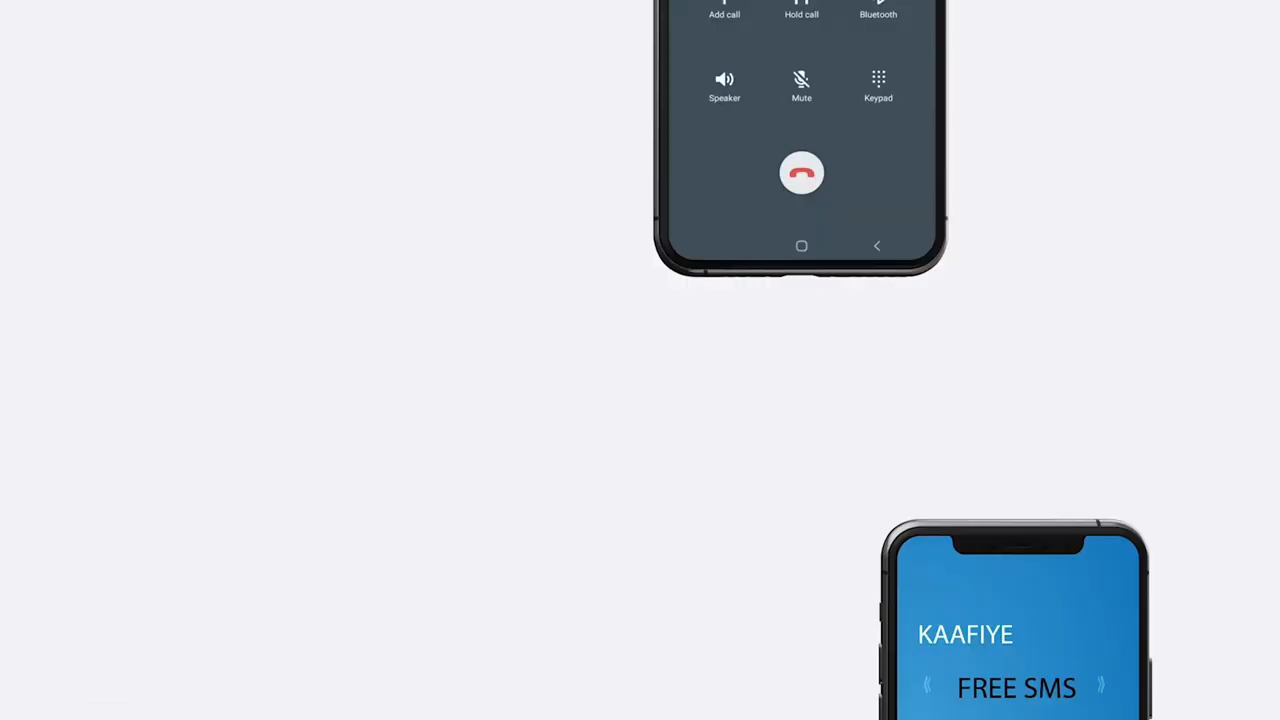 Add call Hold call Bluetooth
Speaker Mute Keypad
KAAFIYE
FREE SMS